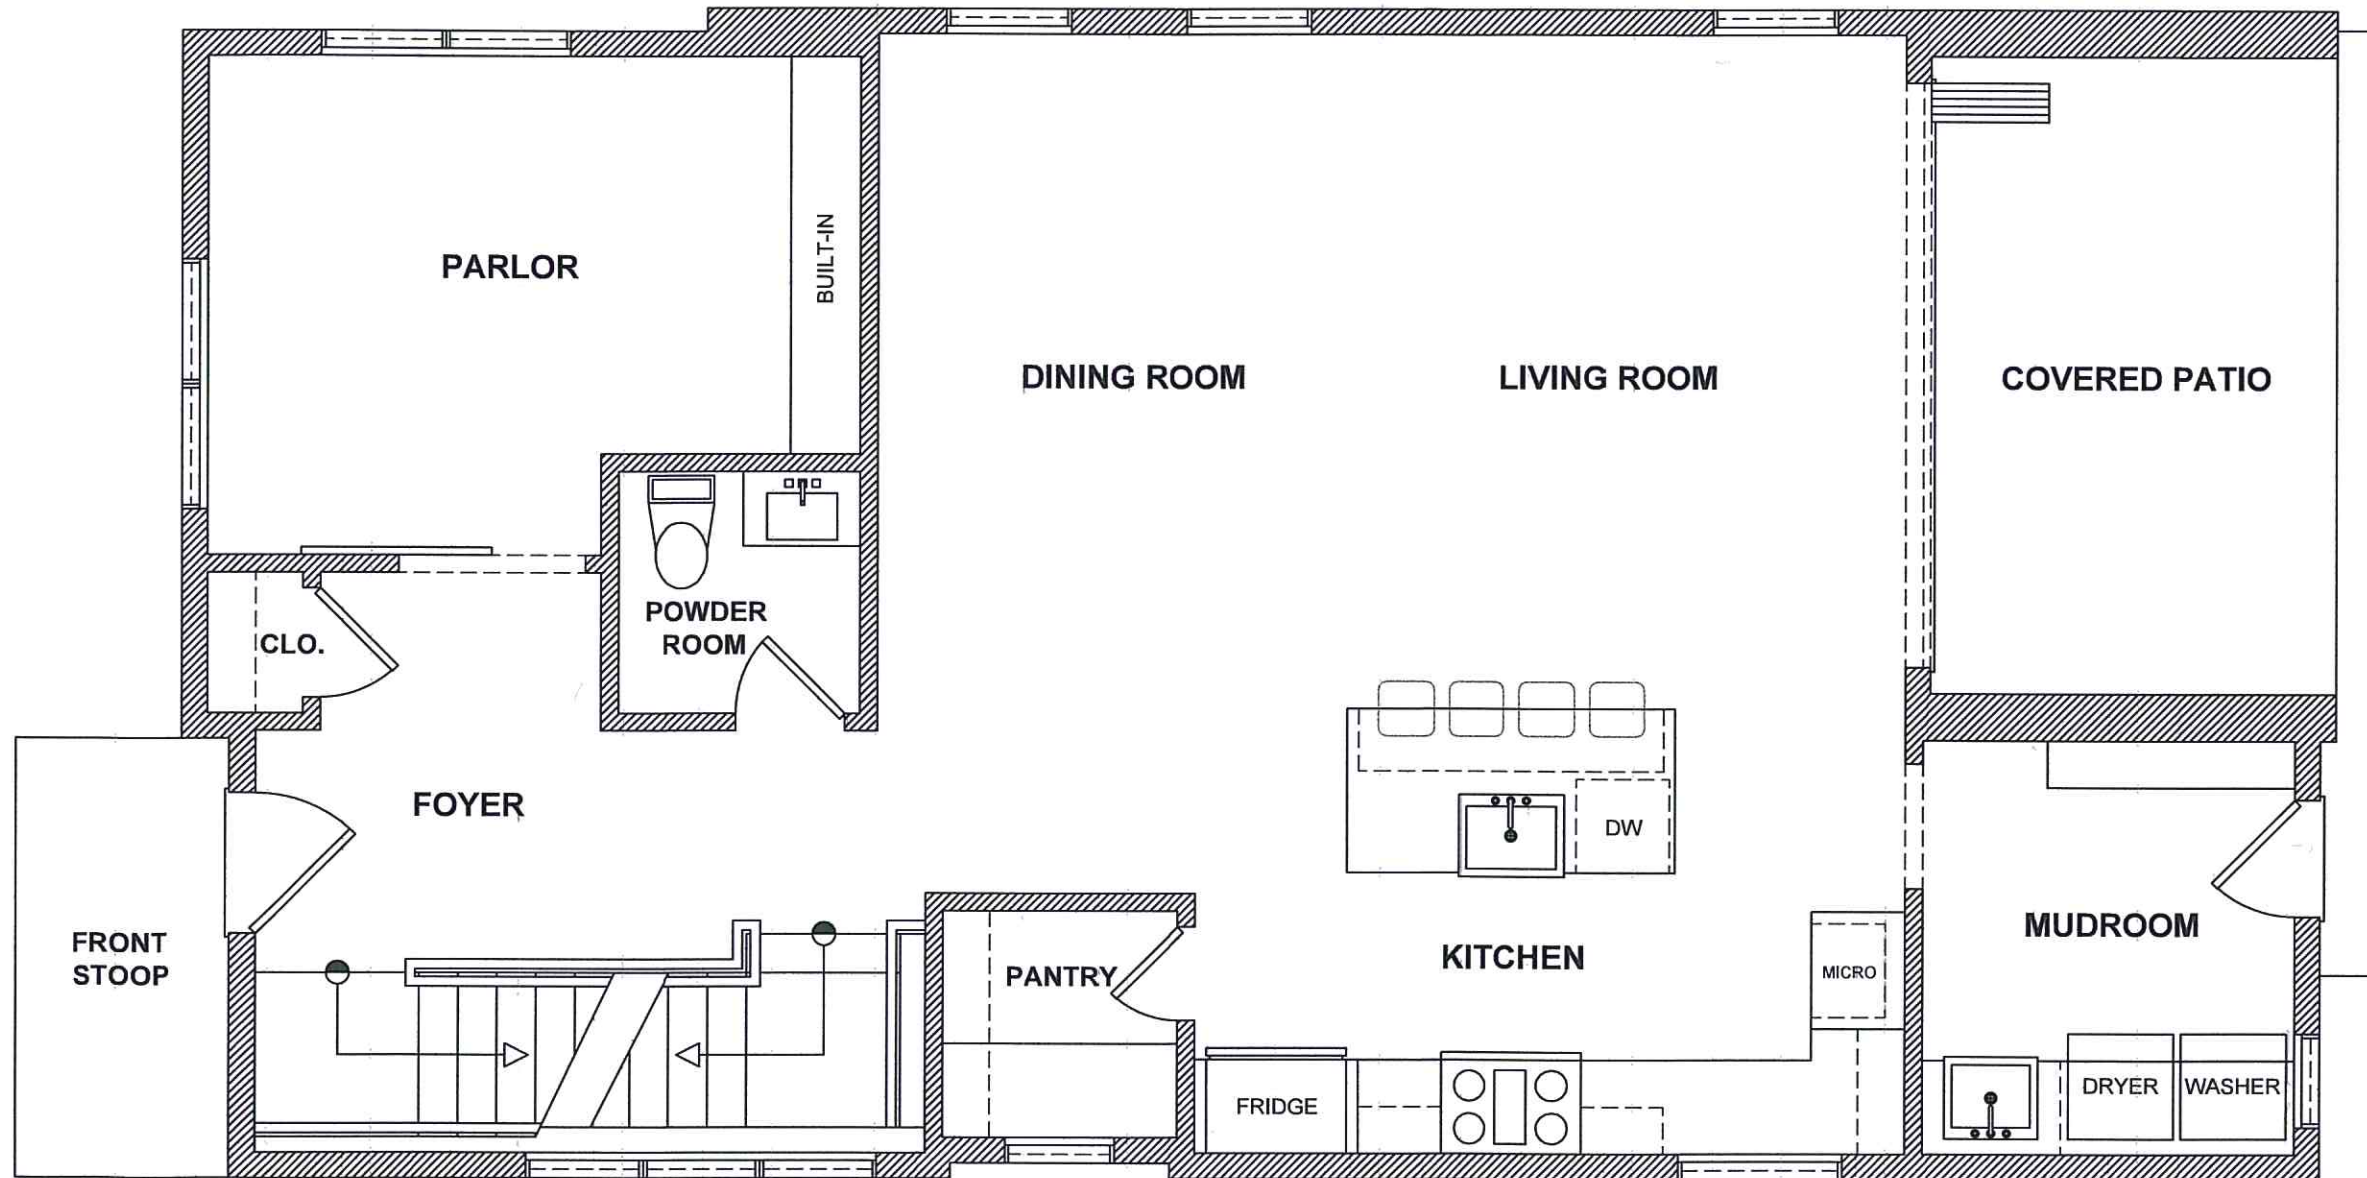 PARLOR
BUILT-IN
DINING ROOM
LIVING ROOM
COVERED PATIO
POWDER
ROOM
CLO.
FOYER
DW
FRONT
STOOP
PANTRY
KITCHEN
MICRO
MUDROOM
FRIDGE
DRYER
WASHER